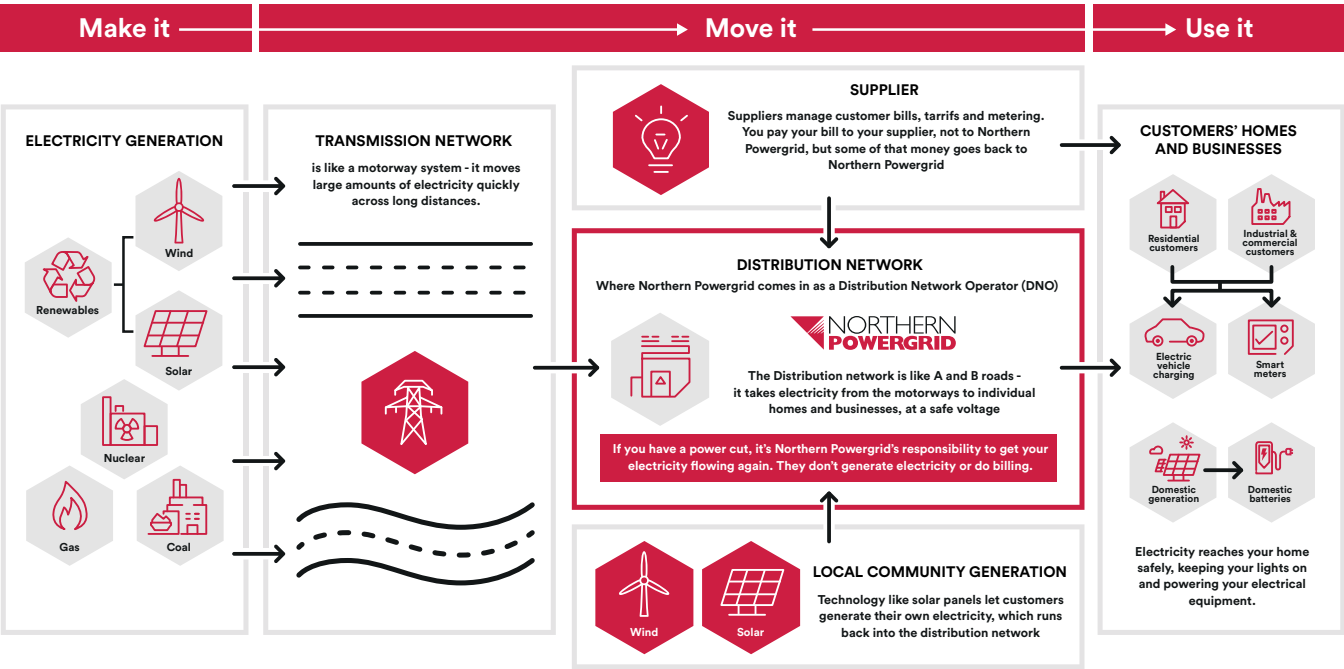 Make it
Move it
Use it
ELECTRICITY GENERATION
Wind
Renewables
Solar
Nuclear
Gas
Coal
TRANSMISSION NETWORK
is like a motorway system - it moves
large amounts of electricity quickly
across long distances.
SUPPLIER
Suppliers manage customer bills, tarrifs and metering.
You pay your bill to your supplier, not to Northern
Powergrid, but some of that money goes back to
Northern Powergrid
DISTRIBUTION NETWORK
Where Northern Powergrid comes in as a Distribution Network Operator (DNO)
NORTHERN
POWERGRID
The Distribution network is like A and B roads -
it takes electricity from the motorways to individual
homes and businesses, at a safe voltage
If you have a power cut, it’s Northern Powergrid’s responsibility to get your
electricity flowing again. They don’t generate electricity or do billing.
Wind
Solar
LOCAL COMMUNITY GENERATION
Technology like solar panels let customers
generate their own electricity, which runs
back into the distribution network
CUSTOMERS’ HOMES
AND BUSINESSES
Residential
customers
Industrial &
commercial
customers
Electric
vehicle
charging
Smart
meters
Domestic
generation
Domestic
batteries
Electricity reaches your home
safely, keeping your lights on
and powering your electrical
equipment.